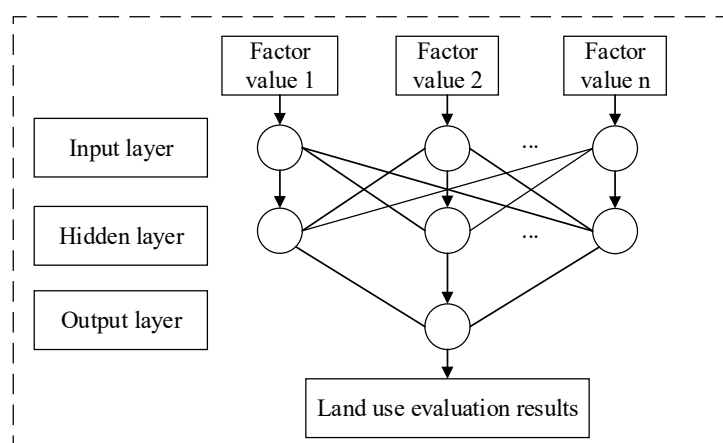 Factor
value 1
Factor
value 2
Factor
value n
Input layer
...
Hidden layer
...
Output layer
Land use evaluation results